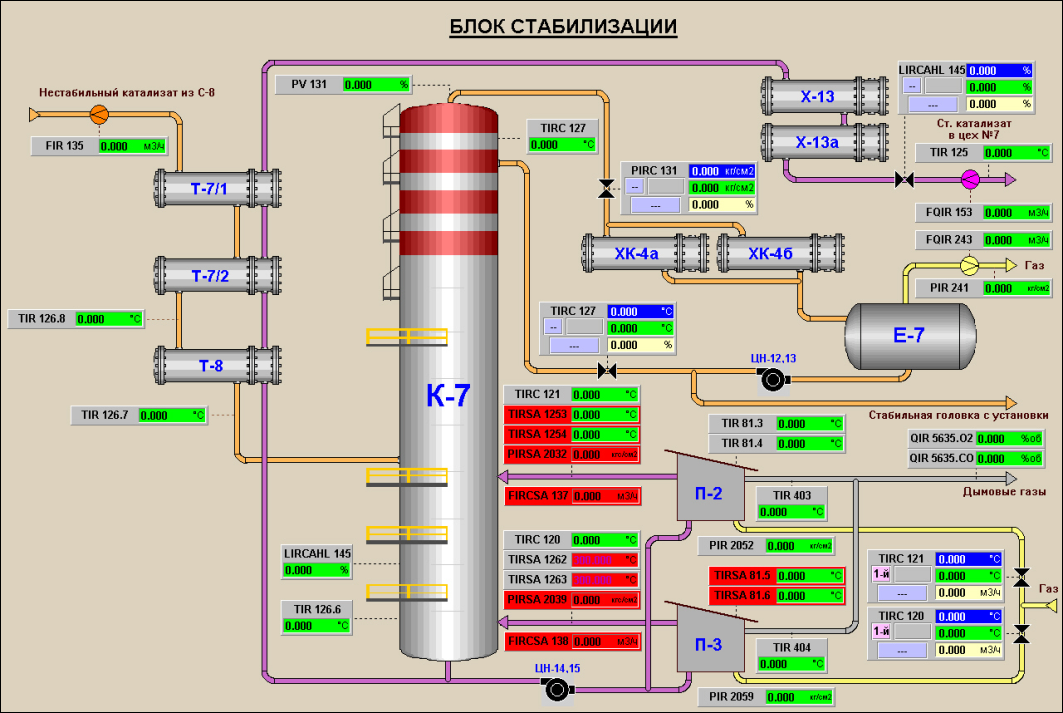 БЛОК СТАБИЛИЗАЦИИ
Нестабильный катализат из С-8
FIR 135 0.000 м3/ч
PV 131 0.000 %
TIRC 127
0.000 °C
Х-13
Х-13а
LIRCAHL 145 0.000 %
-- 0.000 %
--- 0.000 %
Ст. катализат
в цех №7
TIR 125 0.000 °C
PIRC 131 0.000 кг/см2
-- 0.000 кг/см2
--- 0.000 %
FQIR 153 0.000 м3/ч
FQIR 243 0.000 м3/ч
Газ
PIR 241 0.000 кг/см2
Т-7/1
Т-7/2
Т-8
ХК-4а
ХК-4б
Е-7
TIR 126.8 0.000 °C
TIR 126.7 0.000 °C
TIRC 127 0.000 °C
-- 0.000 °C
--- 0.000 %
ЦН-12,13
К-7
TIRC 121 0.000 °C
TIRSA 1253 0.000 °C
TIRSA 1254 0.000 °C
PIRSA 2032 0.000 кгс/см2
FIRCSA 137 0.000 м3/ч
Стабильная головка с установки
TIR 81.3 0.000 °C
TIR 81.4 0.000 °C
QIR 5635.O2 0.000 %об
QIR 5635.CO 0.000 %об
Дымовые газы
П-2
TIR 403
0.000 °C
PIR 2052 0.000 кг/см2
LIRCAHL 145
0.000 %
TIRC 120 0.000 °C
TIRSA 1262 °C
TIRSA 1263 °C
PIRSA 2039 0.000 кгс/см2
FIRCSA 138 0.000 м3/ч
TIRSA 81.5 0.000 °C
TIRSA 81.6 0.000 °C
TIRC 121 0.000 °C
1-й 0.000 °C
--- 0.000 м3/ч
Газ
TIRC 120 0.000 °C
1-й 0.000 °C
--- 0.000 м3/ч
TIR 126.6
0.000 °C
П-3
TIR 404
0.000 °C
ЦН-14,15
PIR 2059 0.000 кг/см2